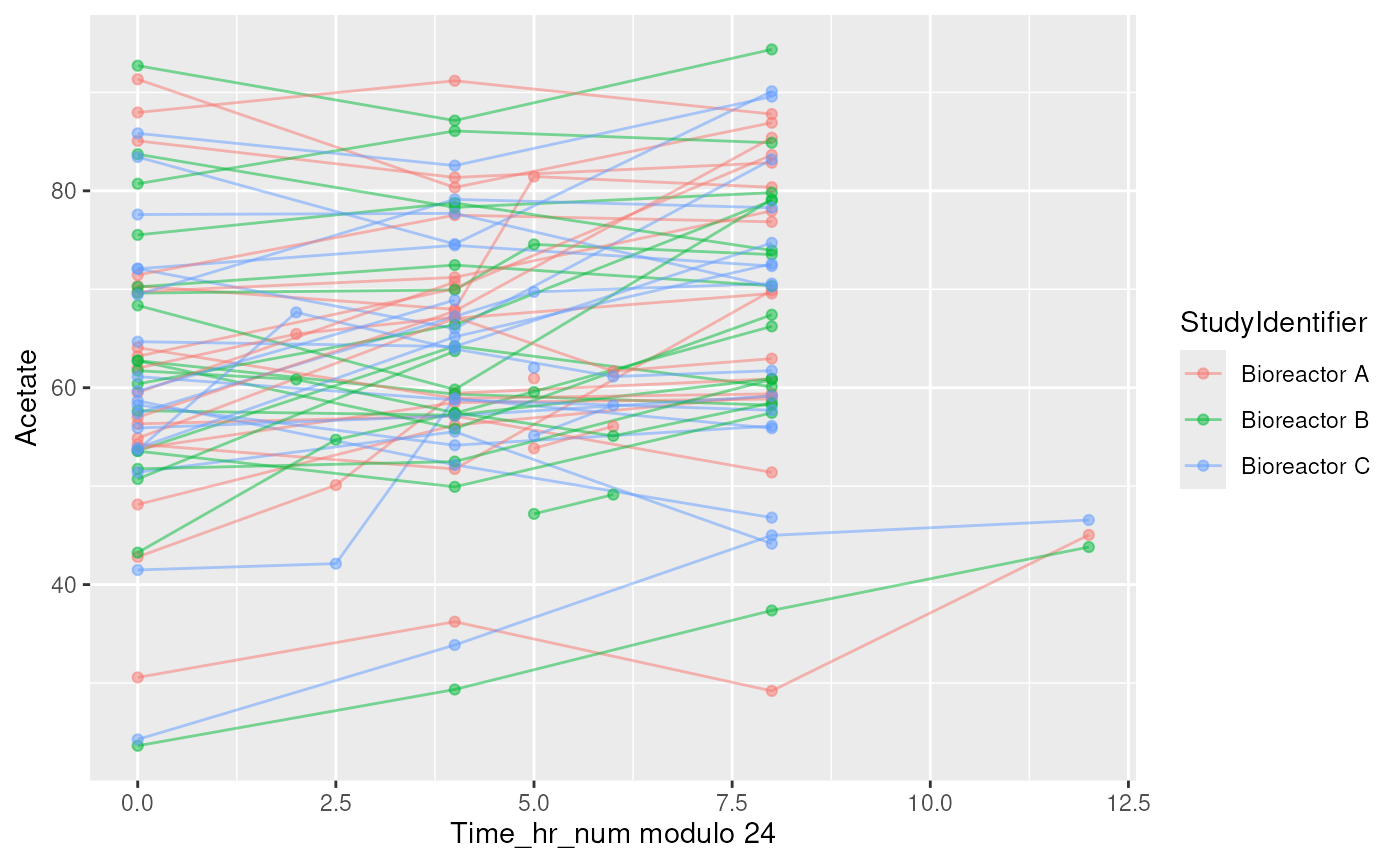 Acetate
80
60
40
0.0 2.5 5.0 7.5 10.0 12.5
Time_hr_num modulo 24
StudyIdentifier
Bioreactor A
Bioreactor B
Bioreactor C